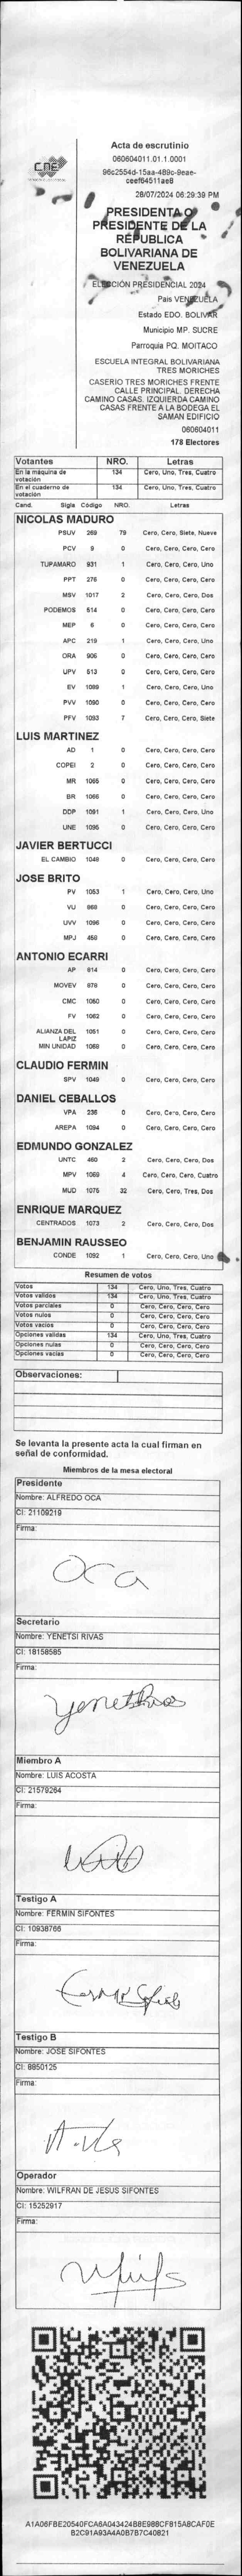 CNE
Acta de escrutinio
060604011.01.1.0001
96c2554d-15aa-489c-9eae-
ceef64511ae8
28/07/2024 06:29:39 PM
PRESIDENTA O
PRESIDENTE DE LA
REPUBLICA
BOLIVARIANA DE
VENEZUELA
ELECCIÓN PRESIDENCIAL 2024
Pais VENEZUELA
Estado EDO. BOLIVAR
Municipio MP. SUCRE
Parroquia PQ. MOITACO
ESCUELA INTEGRAL BOLIVARIANA
TRES MORICHES
CASERIO TRES MORICHES FRENTE
CALLE PRINCIPAL. DERECHA
CAMINO CASAS. IZQUIERDA CAMINO
CASAS FRENTE A LA BODEGA EL
SAMAN EDIFICIO
060604011
178 Electores
Votantes NRO. Letras
En la máquina de votación 134 Cero, Uno, Tres, Cuatro
En el cuaderno de votación 134 Cero, Uno, Tres, Cuatro
Cand. Sigla Código NRO. Letras
NICOLAS MADURO
PSUV 269 79 Cero, Cero, Siete, Nueve
PCV 9 0 Cero, Cero, Cero, Cero
TUPAMARO 931 1 Cero, Cero, Cero, Uno
PPT 276 0 Cero, Cero, Cero, Cero
MSV 1017 2 Cero, Cero, Cero, Dos
PODEMOS 514 0 Cero, Cero, Cero, Cero
MEP 6 0 Cero, Cero, Cero, Cero
APC 219 1 Cero, Cero, Cero, Uno
ORA 906 0 Cero, Cero, Cero, Cero
UPV 513 0 Cero, Cero, Cero, Cero
EV 1089 1 Cero, Cero, Cero, Uno
PVV 1090 0 Cero, Cero, Cero, Cero
PFV 1093 7 Cero, Cero, Cero, Siete
LUIS MARTINEZ
AD 1 0 Cero, Cero, Cero, Cero
COPEI 2 0 Cero, Cero, Cero, Cero
MR 1065 0 Cero, Cero, Cero, Cero
BR 1066 0 Cero, Cero, Cero, Cero
DDP 1091 1 Cero, Cero, Cero, Uno
UNE 1095 0 Cero, Cero, Cero, Cero
JAVIER BERTUCCI
EL CAMBIO 1048 0 Cero, Cero, Cero, Cero
JOSE BRITO
PV 1053 1 Cero, Cero, Cero, Uno
VU 868 0 Cero, Cero, Cero, Cero
UVV 1096 0 Cero, Cero, Cero, Cero
MPJ 458 0 Cero, Cero, Cero, Cero
ANTONIO ECARRI
AP 814 0 Cero, Cero, Cero, Cero
MOVEV 878 0 Cero, Cero, Cero, Cero
CMC 1060 0 Cero, Cero, Cero, Cero
FV 1062 0 Cero, Cero, Cero, Cero
ALIANZA DEL LAPIZ 1051 0 Cero, Cero, Cero, Cero
MIN UNIDAD 1068 0 Cero, Cero, Cero, Cero
CLAUDIO FERMIN
SPV 1049 0 Cero, Cero, Cero, Cero
DANIEL CEBALLOS
VPA 236 0 Cero, Cero, Cero, Cero
AREPA 1094 0 Cero, Cero, Cero, Cero
EDMUNDO GONZALEZ
UNTC 460 2 Cero, Cero, Cero, Dos
MPV 1069 4 Cero, Cero, Cero, Cuatro
MUD 1075 32 Cero, Cero, Tres, Dos
ENRIQUE MARQUEZ
CENTRADOS 1073 2 Cero, Cero, Cero, Dos
BENJAMIN RAUSSEO
CONDE 1092 1 Cero, Cero, Cero, Uno
Resumen de votos
Votos 134 Cero, Uno, Tres, Cuatro
Votos validos 134 Cero, Uno, Tres, Cuatro
Votos parciales 0 Cero, Cero, Cero, Cero
Votos nulos 0 Cero, Cero, Cero, Cero
Votos vacios 0 Cero, Cero, Cero, Cero
Opciones validas 134 Cero, Uno, Tres, Cuatro
Opciones nulas 0 Cero, Cero, Cero, Cero
Opciones vacias 0 Cero, Cero, Cero, Cero
Observaciones:
Se levanta la presente acta la cual firman en
señal de conformidad.
Miembros de la mesa electoral
Presidente
Nombre: ALFREDO OCA
CI: 21109219
Firma:
Oca
Secretario
Nombre: YENETSI RIVAS
CI: 18158585
Firma:
Miembro A
Nombre: LUIS ACOSTA
CI: 21579264
Firma:
Testigo A
Nombre: FERMIN SIFONTES
CI: 10938766
Firma:
Testigo B
Nombre: JOSE SIFONTES
CI: 8850125
Firma:
Operador
Nombre: WILFRAN DE JESUS SIFONTES
CI: 15252917
Firma:
A1A06FBE20540FCA6A043424B8E988CF815A8CAF0E
B2C91A93A4A0B7B7C40821